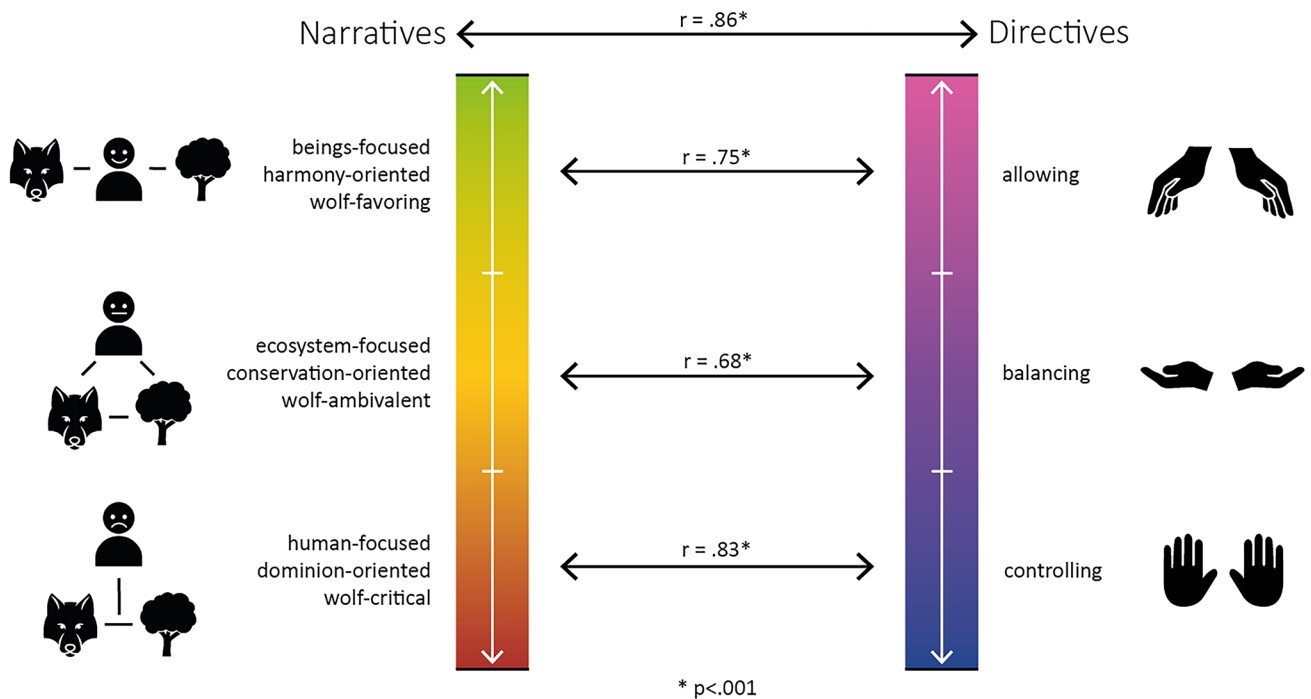 Narratives
r = .86*
Directives
beings-focused
harmony-oriented
wolf-favoring
r = .75*
allowing
ecosystem-focused
conservation-oriented
wolf-ambivalent
r = .68*
balancing
human-focused
dominion-oriented
wolf-critical
r = .83*
controlling
* p<.001